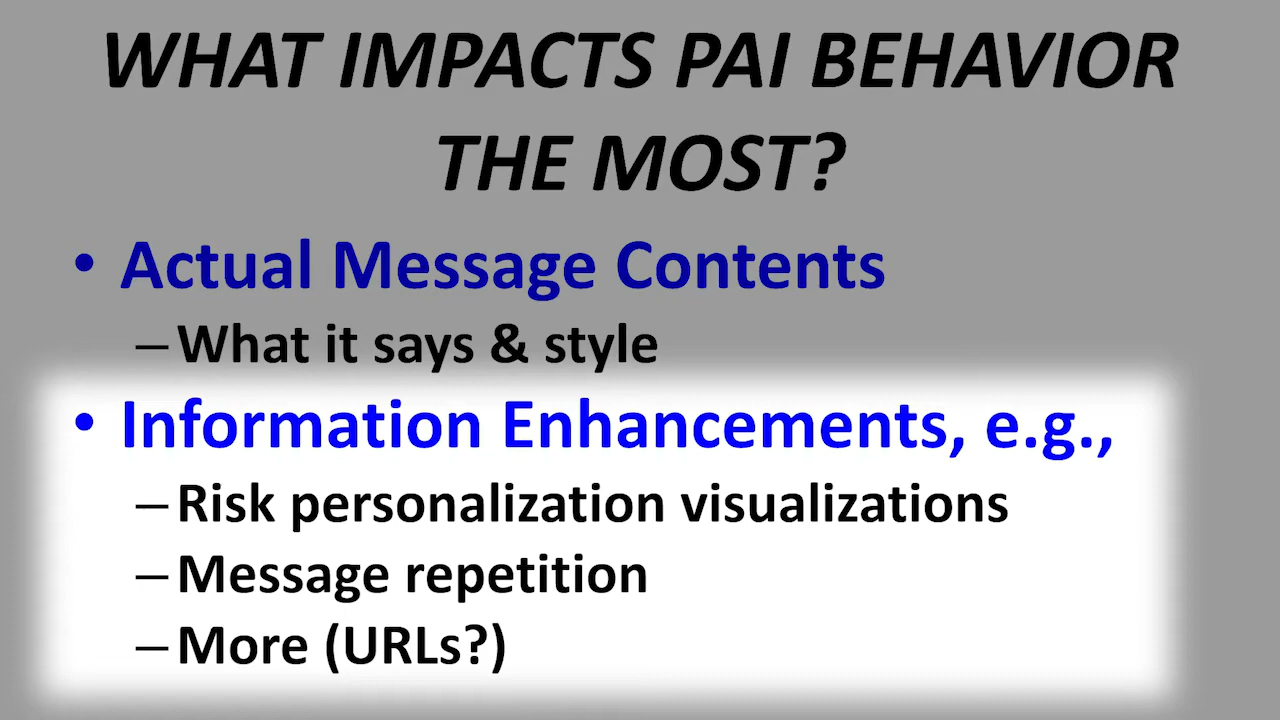 WHAT IMPACTS PAI BEHAVIOR
THE MOST?
• Actual Message Contents
–What it says & style
• Information Enhancements, e.g.,
–Risk personalization visualizations
–Message repetition
–More (URLs?)